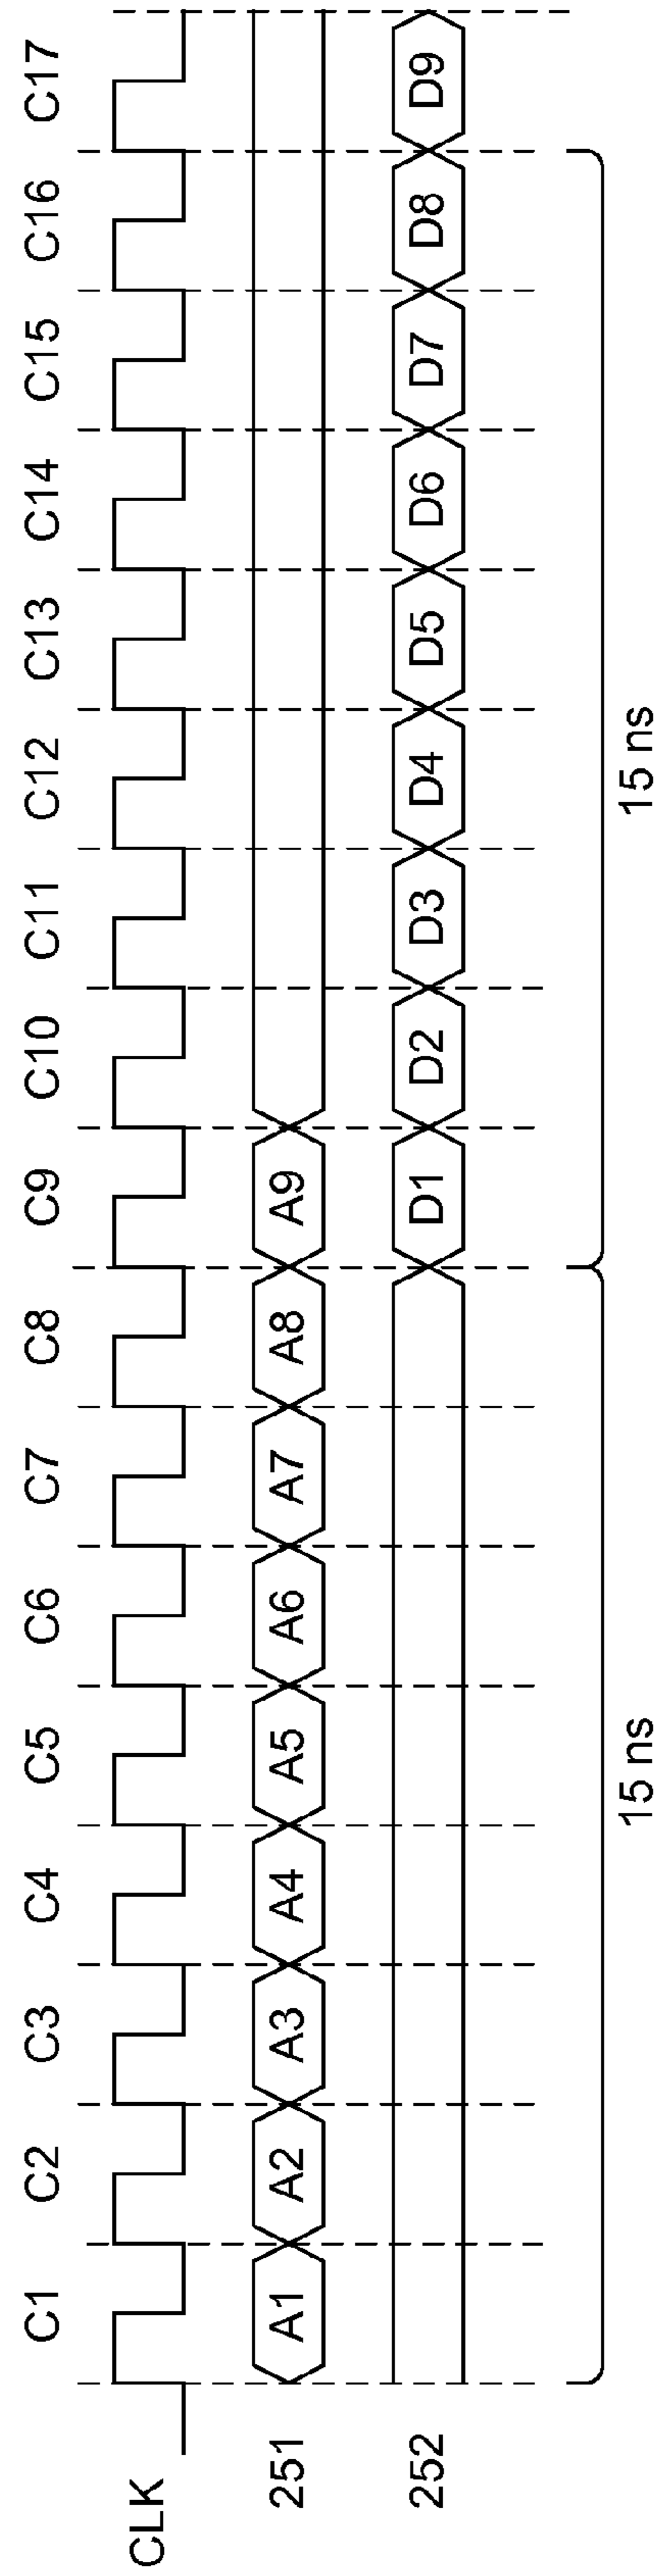 C1 C2 C3 C4 C5 C6 C7 C8 C9 C10 C11 C12 C13 C14 C15 C16 C17
CLK
251 A1 A2 A3 A4 A5 A6 A7 A8 A9
252 D1 D2 D3 D4 D5 D6 D7 D8 D9
15 ns 15 ns